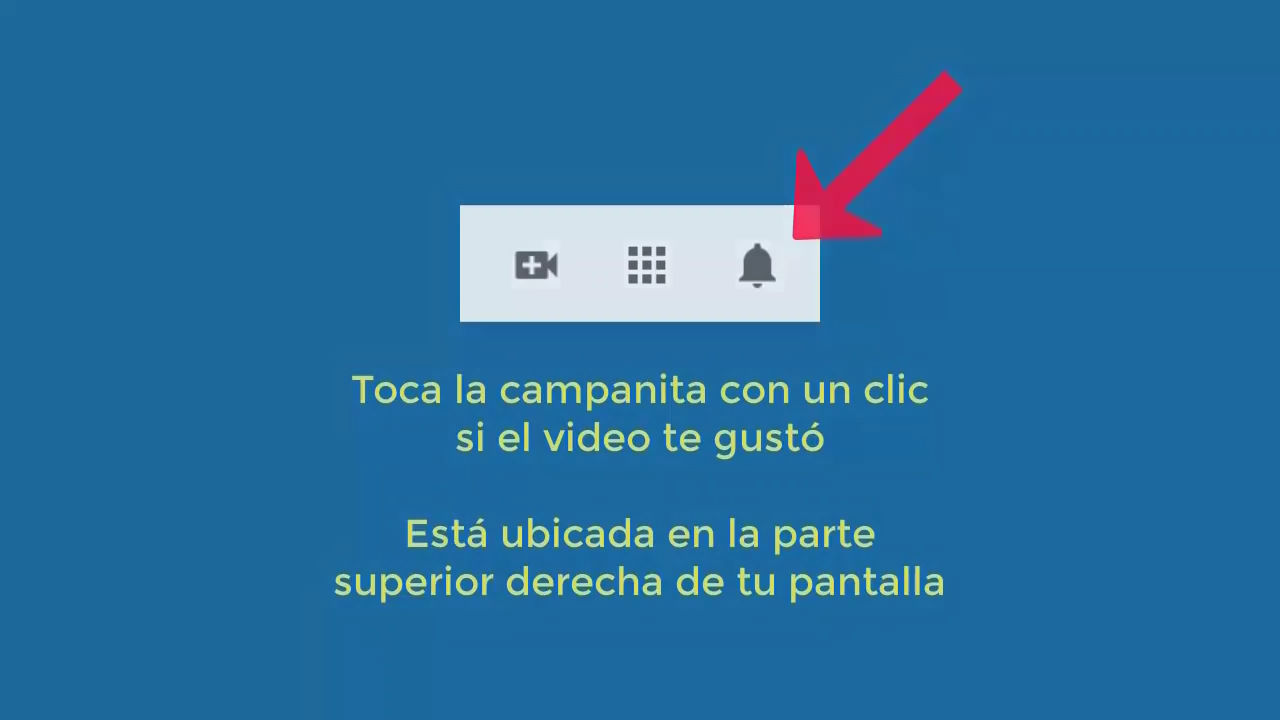 Toca la campanita con un clic
si el video te gustó
Está ubicada en la parte
superior derecha de tu pantalla